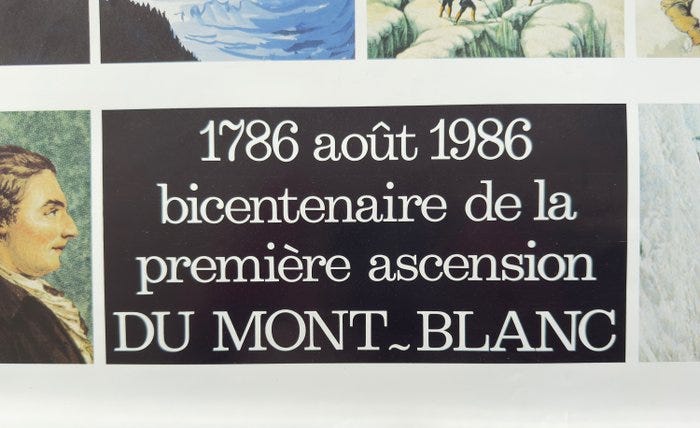 1786 août 1986
bicentenaire de la
première ascension
DU MONT~BLANC